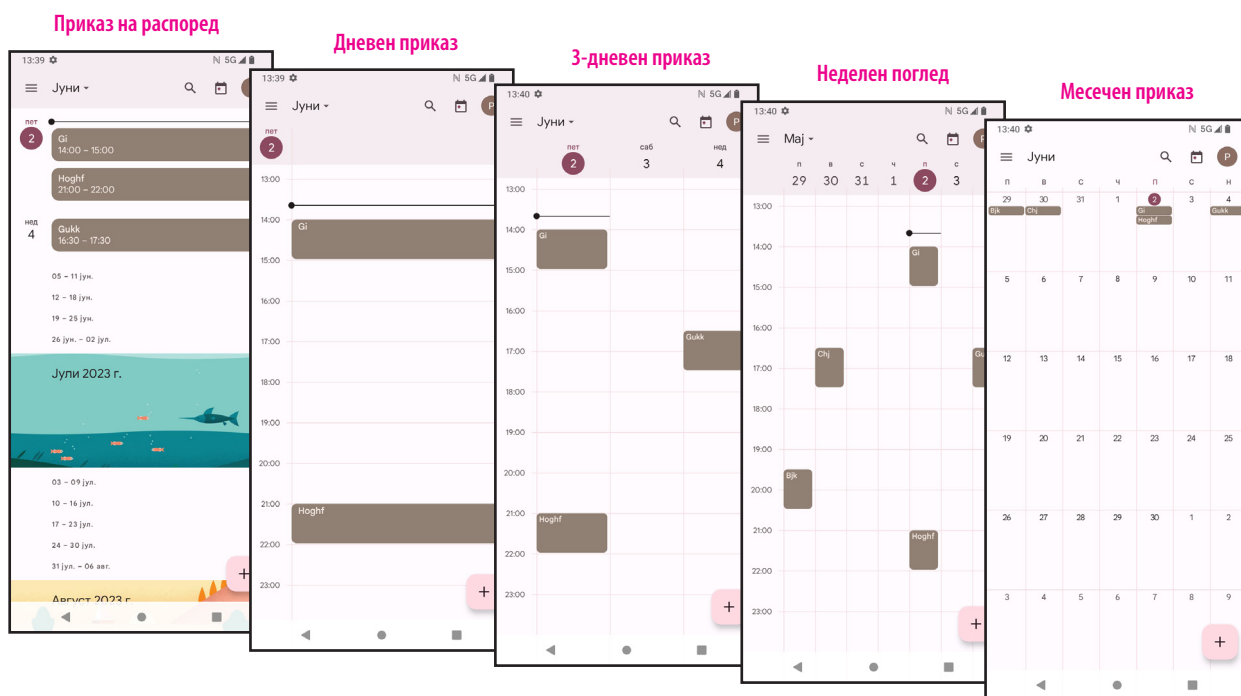 Приказ на распоред
13:39 5G
Јуни
пет
2
Gi
14:00 – 15:00
Hoghf
21:00 – 22:00
нед
4
Gukk
16:30 – 17:30
05 – 11 јун.
12 – 18 јун.
19 – 25 јун.
26 јун. – 02 јул.
Јули 2023 г.
03 – 09 јул.
10 – 16 јул.
17 – 23 јул.
24 – 30 јул.
31 јул. – 06 авг.
Август 2023 г.
+
Дневен приказ
13:39 5G
Јуни P
пет
2
13:00
14:00
Gi
15:00
16:00
17:00
18:00
19:00
20:00
21:00
Hoghf
22:00
23:00
+
3-дневен приказ
13:40 5G
Јуни P
пет саб нед
2 3 4
13:00
14:00
Gi
15:00
16:00
Gukk
17:00
18:00
19:00
20:00
21:00
Hoghf
22:00
23:00
+
Неделен поглед
13:40 5G
Мај
п в с ч п с
29 30 31 1 2 3
13:00
14:00
Gi
15:00
16:00
Chj Gu
17:00
18:00
19:00
Bjk
20:00
21:00
Hoghf
22:00
23:00
+
Месечен приказ
13:40 5G
Јуни P
п в с ч п с н
29 30 31 1 2 3 4
Bjk Chj Gi Gukk
Hoghf
5 6 7 8 9 10 11
12 13 14 15 16 17 18
19 20 21 22 23 24 25
26 27 28 29 30 1 2
3 4 5 6 7 8 9
+